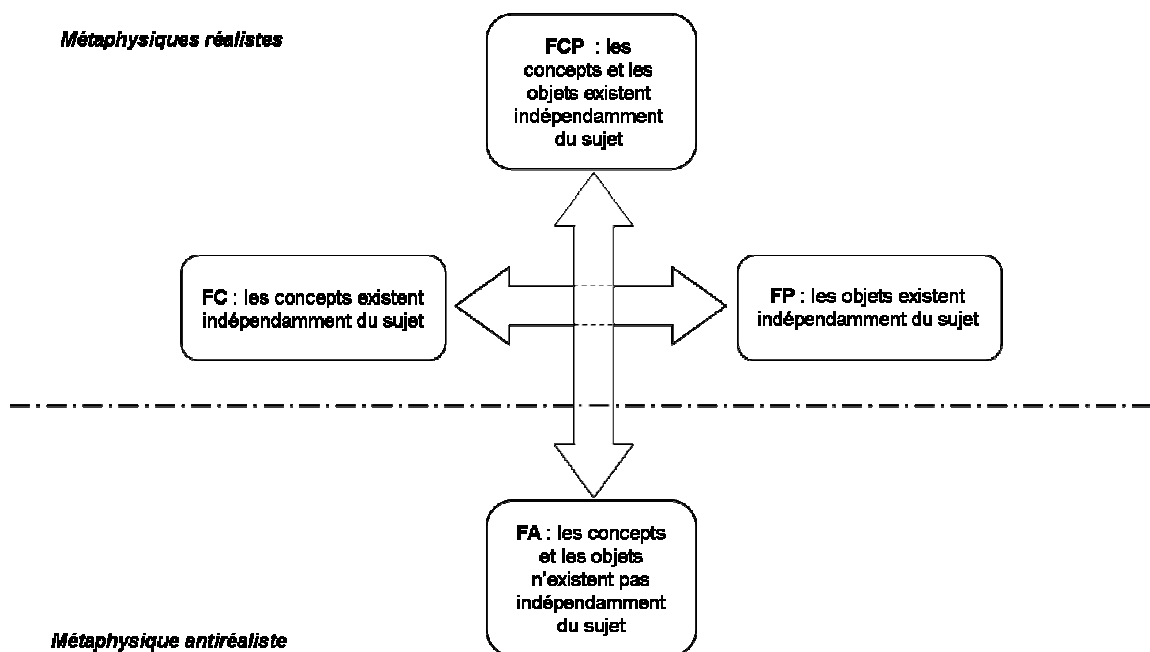 Métaphysiques réalistes
FCP : les
concepts et les
objets existent
indépendamment
du sujet
FC : les concepts existent
indépendamment du sujet
FP : les objets existent
indépendamment du sujet
FA : les concepts
et les objets
n'existent pas
indépendamment
du sujet
Métaphysique antiréaliste